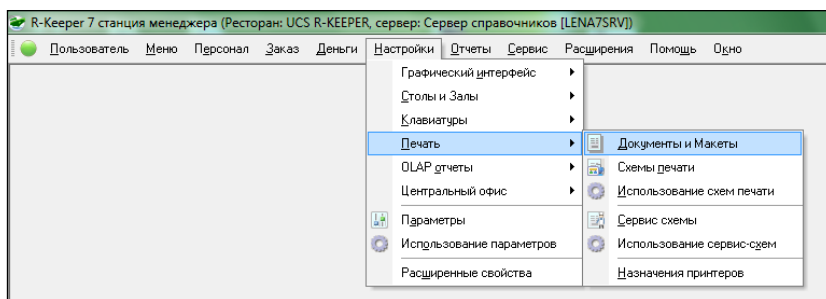 R-Keeper 7 станция менеджера (Ресторан: UCS R-KEEPER, сервер: Сервер справочников [LENA7SRV])
Пользователь Меню Персонал Заказ Деньги Настройки Отчеты Сервис Расширения Помощь Окно
Графический интерфейс
Столы и Залы
Клавиатуры
Печать
OLAP отчеты
Центральный офис
Параметры
Использование параметров
Расширенные свойства
Документы и Макеты
Схемы печати
Использование схем печати
Сервис схемы
Использование сервис-схем
Назначения принтеров